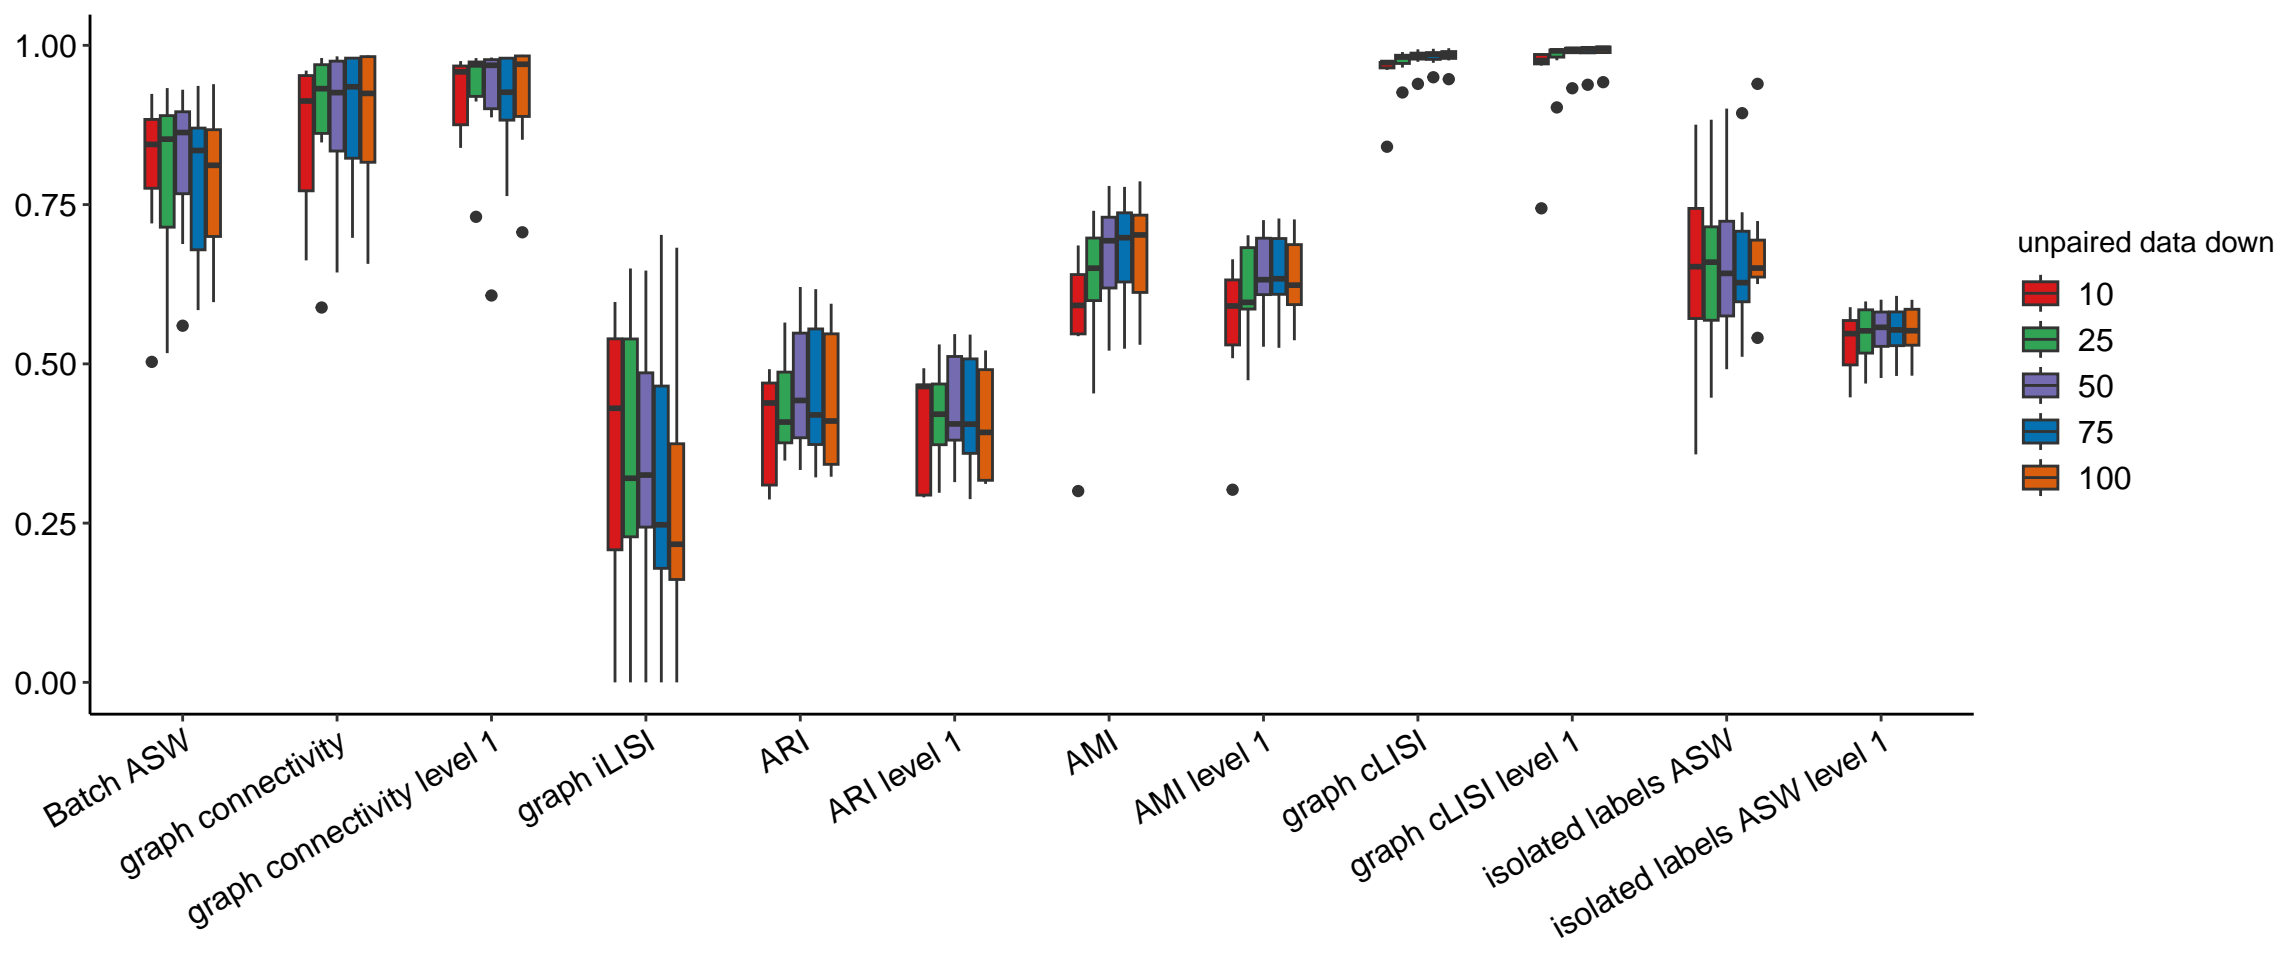 1.00
0.75
0.50
0.25
0.00
Batch ASW
graph connectivity
graph connectivity level 1
graph iLISI
ARI
ARI level 1
AMI
AMI level 1
graph cLISI
graph cLISI level 1
isolated labels ASW
isolated labels ASW level 1
unpaired data down
10
25
50
75
100